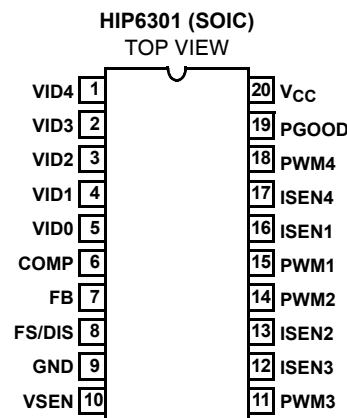 HIP6301 (SOIC)
TOP VIEW
VID4 1 20 VCC
VID3 2 19 PGOOD
VID2 3 18 PWM4
VID1 4 17 ISEN4
VID0 5 16 ISEN1
COMP 6 15 PWM1
FB 7 14 PWM2
FS/DIS 8 13 ISEN2
GND 9 12 ISEN3
VSEN 10 11 PWM3